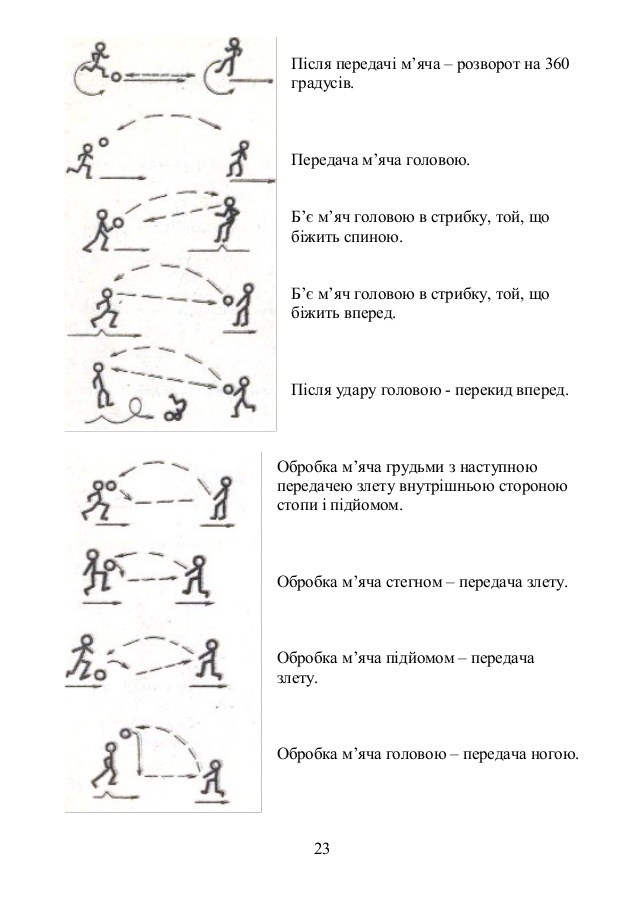 Після передачі м’яча – розворот на 360
градусів.
Передача м’яча головою.
Б’є м’яч головою в стрибку, той, що
біжить спиною.
Б’є м’яч головою в стрибку, той, що
біжить вперед.
Після удару головою - перекид вперед.
Обробка м’яча грудьми з наступною
передачею злету внутрішньою стороною
стопи і підйомом.
Обробка м’яча стегном – передача злету.
Обробка м’яча підйомом – передача
злету.
Обробка м’яча головою – передача ногою.
23